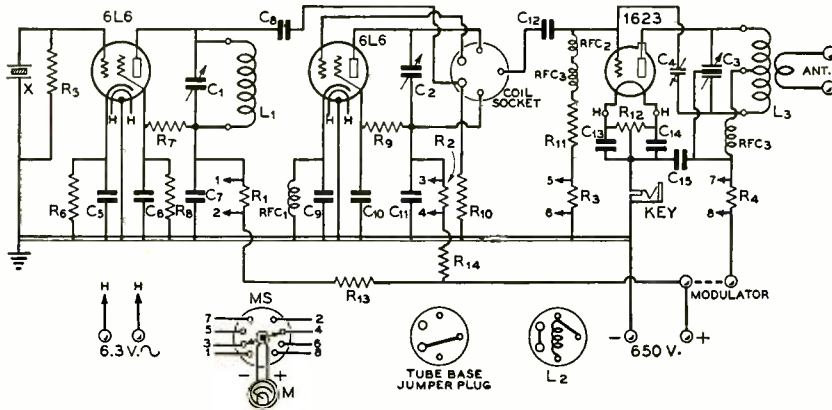 6L6
C8
6L6
C12
1623
RFC2
RFC3
X
R5
C1
L1
C2
COIL
SOCKET
C4
C3
L3
ANT.
H H
R7
H H
R9
R2
H R12 H
R11
C13
C14
C15
RFC3
R6
C5
C6
R8
C7
1
2
R1
RFC1
C9
C10
C11
3
4
R10
5
6
R3
KEY
7
8
R4
R14
R13
MODULATOR
H H
6.3 V.
MS
7 2
5 4
3 6
1 8
- +
M
TUBE BASE
JUMPER PLUG
L2
- 650 V. +